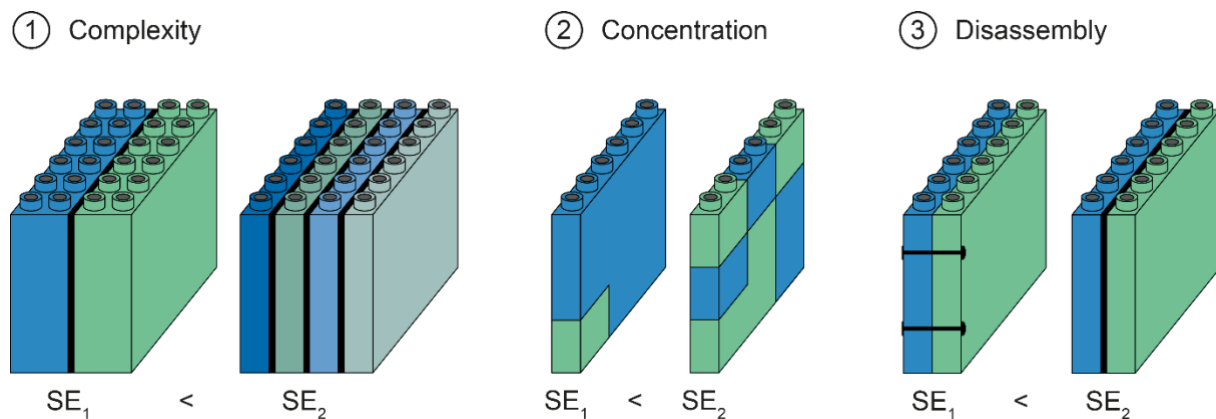 1 Complexity
2 Concentration
3 Disassembly
SE₁ < SE₂
SE₁ < SE₂
SE₁ < SE₂